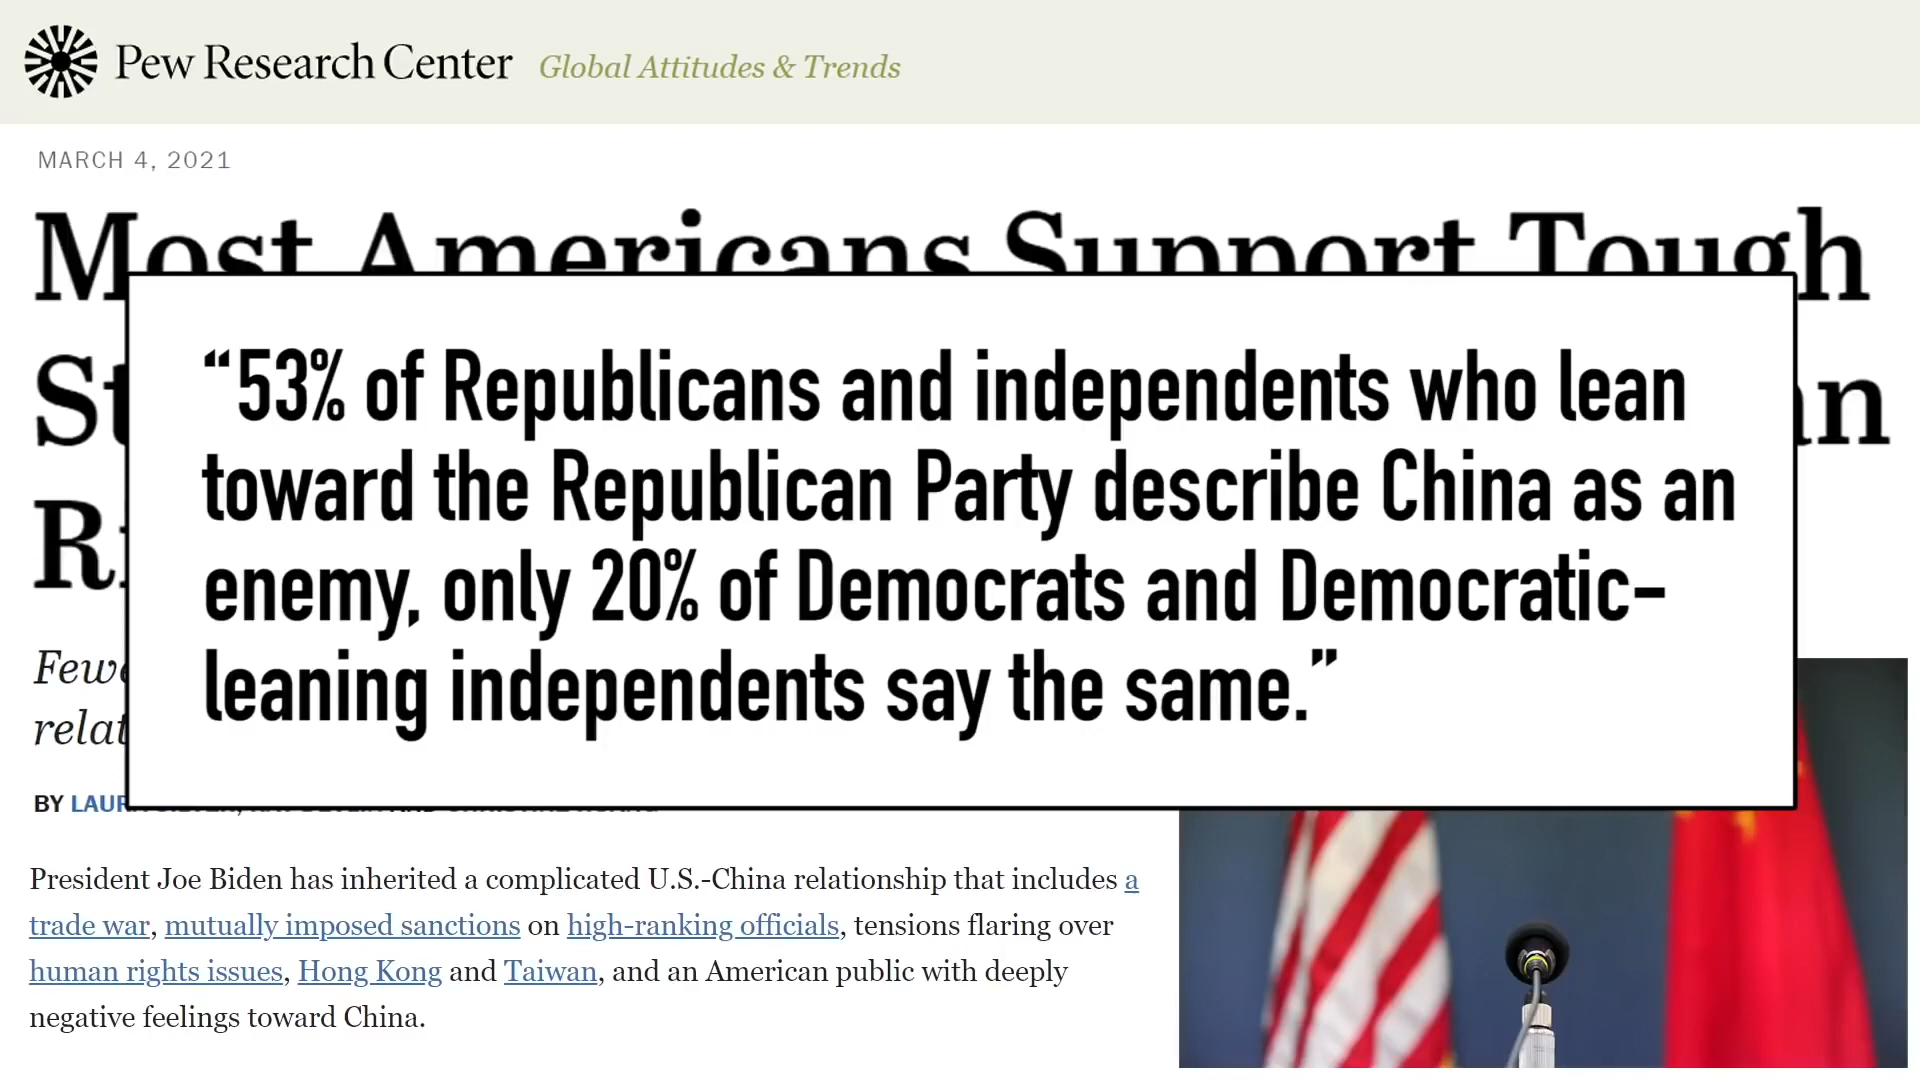 Pew Research Center Global Attitudes & Trends
MARCH 4, 2021
Most Americans Support Tough
“53% of Republicans and independents who lean
toward the Republican Party describe China as an
enemy, only 20% of Democrats and Democratic-
leaning independents say the same.”
BY
President Joe Biden has inherited a complicated U.S.-China relationship that includes a
trade war, mutually imposed sanctions on high-ranking officials, tensions flaring over
human rights issues, Hong Kong and Taiwan, and an American public with deeply
negative feelings toward China.